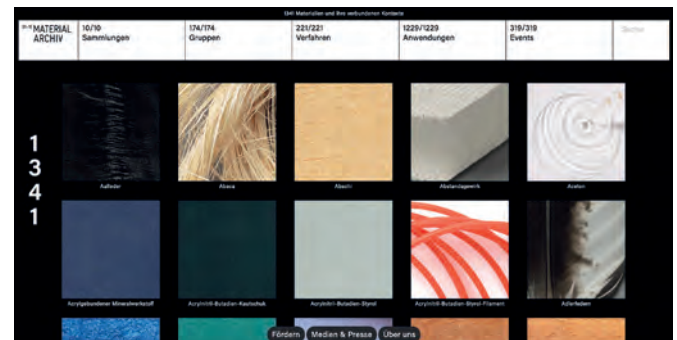 1341 Materialien und ihre verbundenen Kontexte
MATERIAL
ARCHIV
10/10
Sammlungen
174/174
Gruppen
221/221
Verfahren
1229/1229
Anwendungen
319/319
Events
Suche
1
3
4
1
Aalleder
Abaca
Abachi
Abstandsgewirk
Aceton
Acrylgebundener Mineralwerkstoff
Acrylnitril-Butadien-Kautschuk
Acrylnitril-Butadien-Styrol
Acrylnitril-Butadien-Styrol-Filament
Adlerfedern
Fördern
Medien & Presse
Über uns